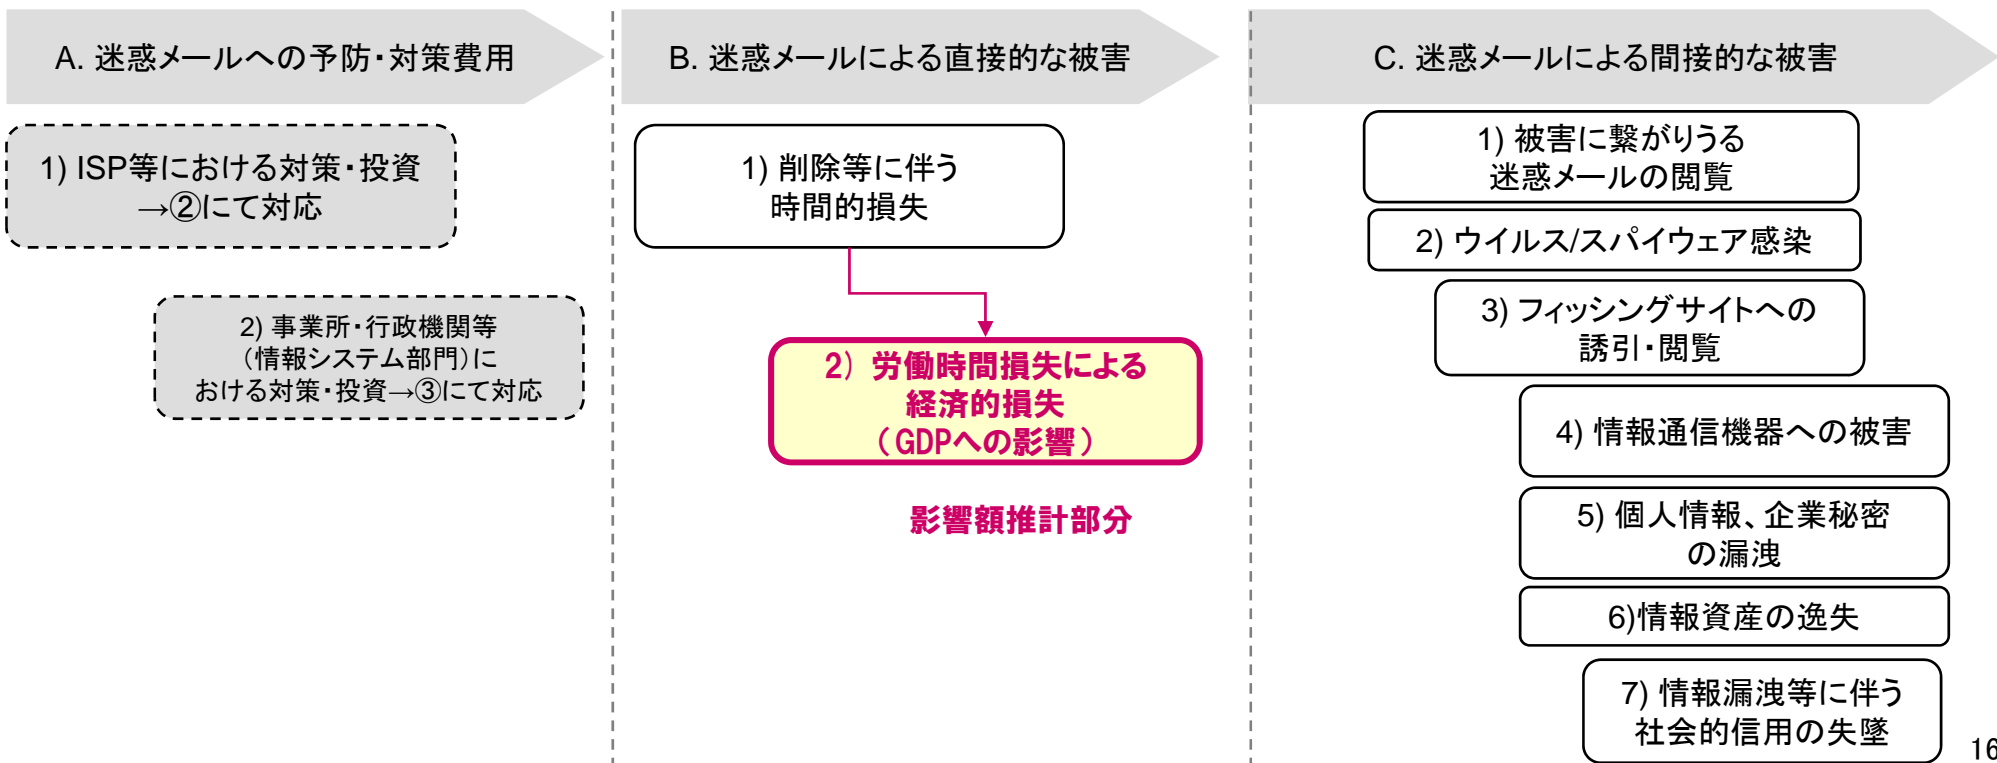 A. 迷惑メールへの予防・対策費用
B. 迷惑メールによる直接的な被害
C. 迷惑メールによる間接的な被害
1) ISP等における対策・投資
→②にて対応
2) 事業所・行政機関等
（情報システム部門）に
おける対策・投資→③にて対応
1) 削除等に伴う
時間的損失
2） 労働時間損失による
経済的損失
（GDPへの影響）
影響額推計部分
1) 被害に繋がりうる
迷惑メールの閲覧
2) ウイルス/スパイウェア感染
3) フィッシングサイトへの
誘引・閲覧
4) 情報通信機器への被害
5) 個人情報、企業秘密
の漏洩
6)情報資産の逸失
7) 情報漏洩等に伴う
社会的信用の失墜
16